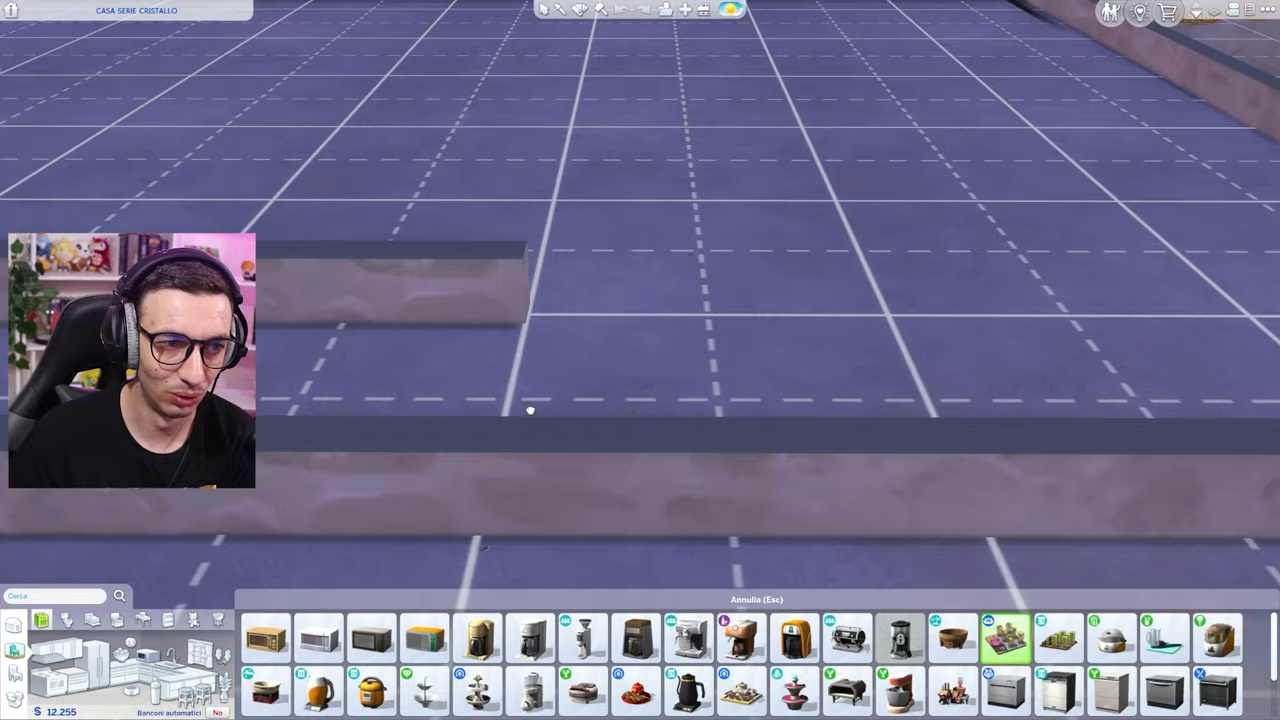 CASA SERIE CRISTALLO
Annulla (Esc)
Cerca
§ 12.255
Banconi automatici
No